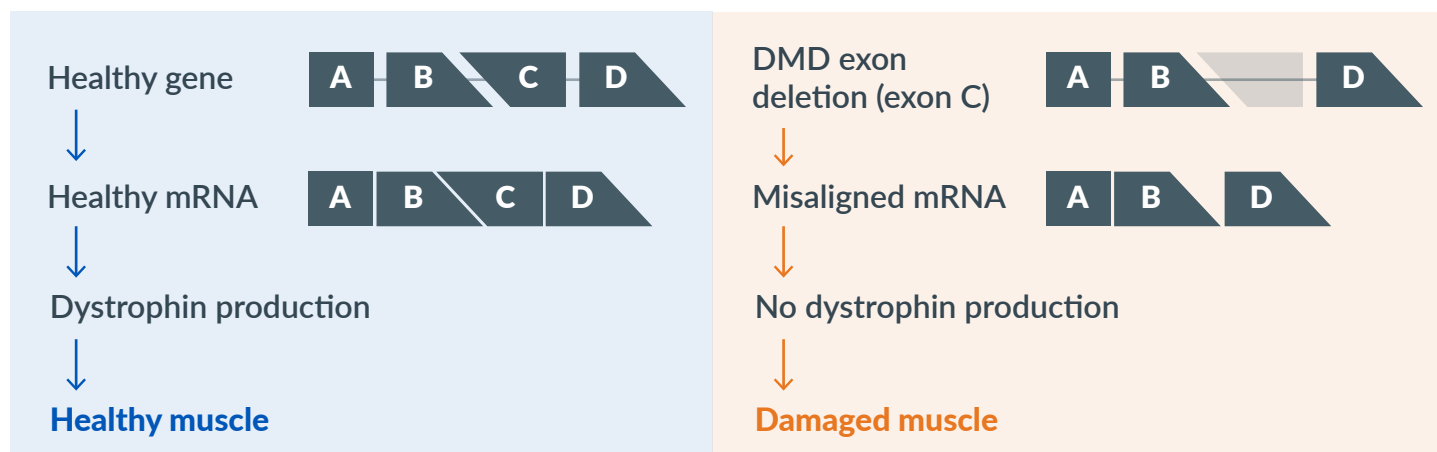 Healthy gene
A B C D
Healthy mRNA
A B C D
Dystrophin production
Healthy muscle
DMD exon
deletion (exon C)
A B D
Misaligned mRNA
A B D
No dystrophin production
Damaged muscle